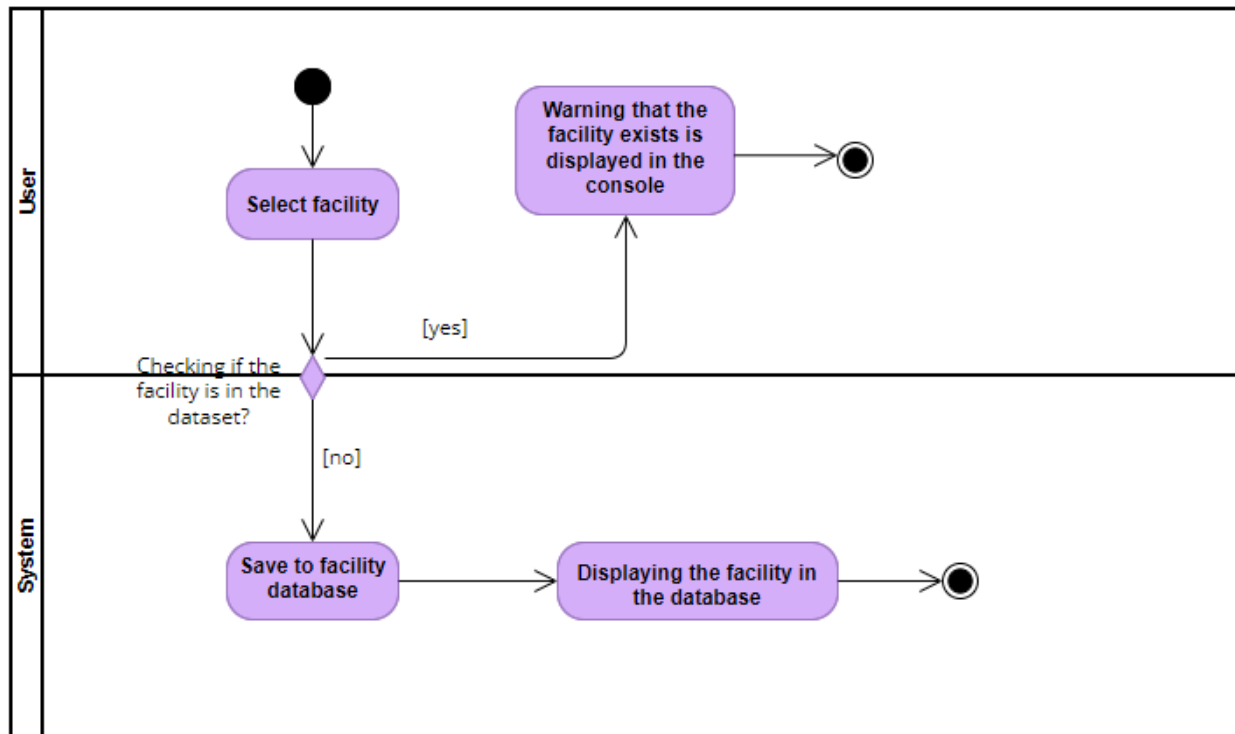 User
Select facility
Warning that the
facility exists is
displayed in the
console
[yes]
Checking if the
facility is in the
dataset?
[no]
System
Save to facility
database
Displaying the facility in
the database